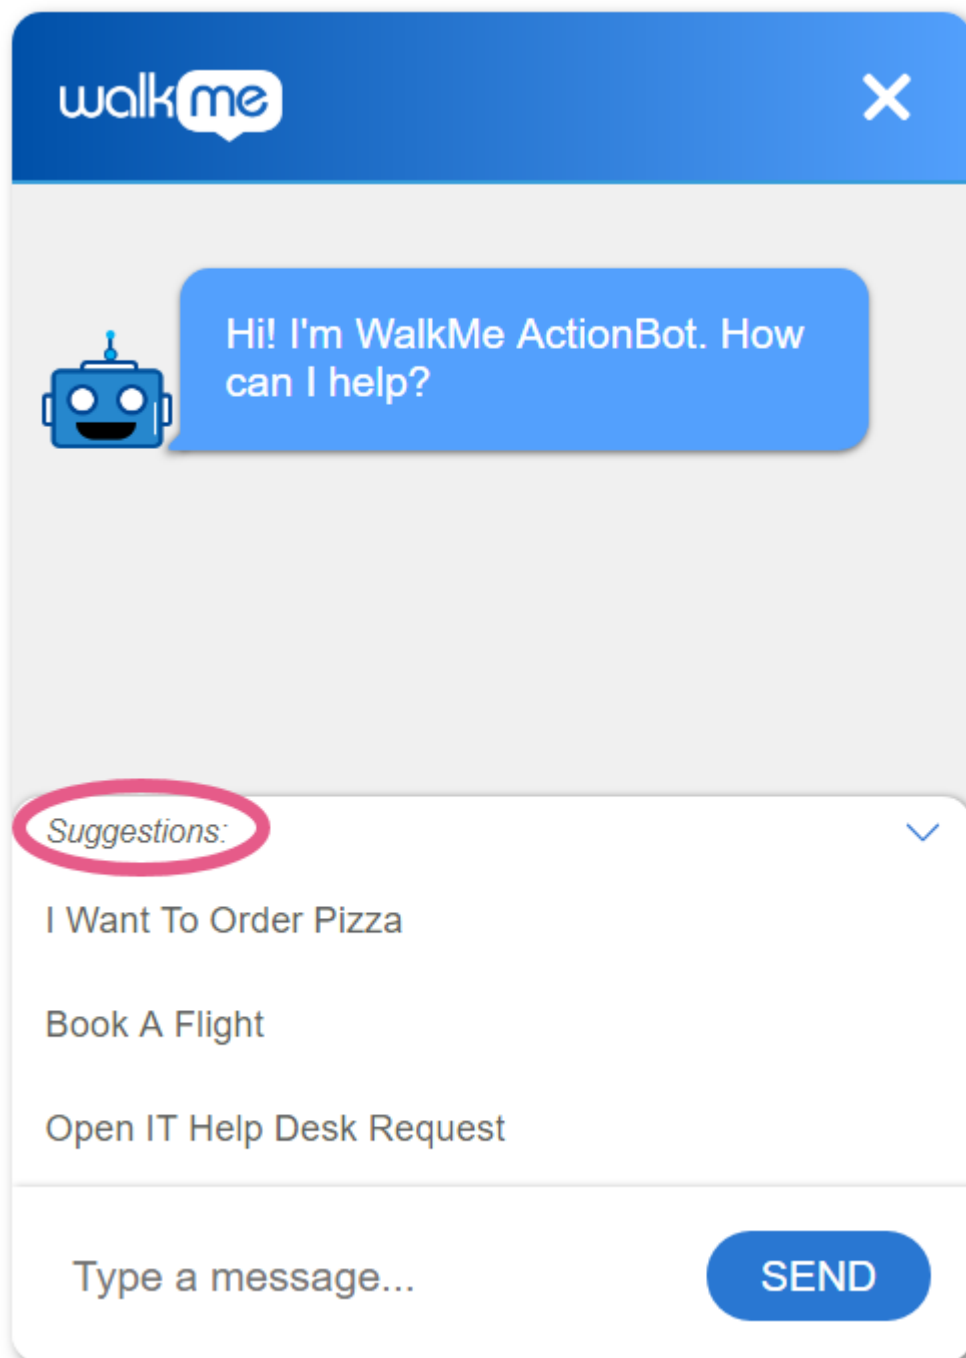 walkme
Hi! I'm WalkMe ActionBot. How
can I help?
Suggestions:
I Want To Order Pizza
Book A Flight
Open IT Help Desk Request
Type a message... SEND